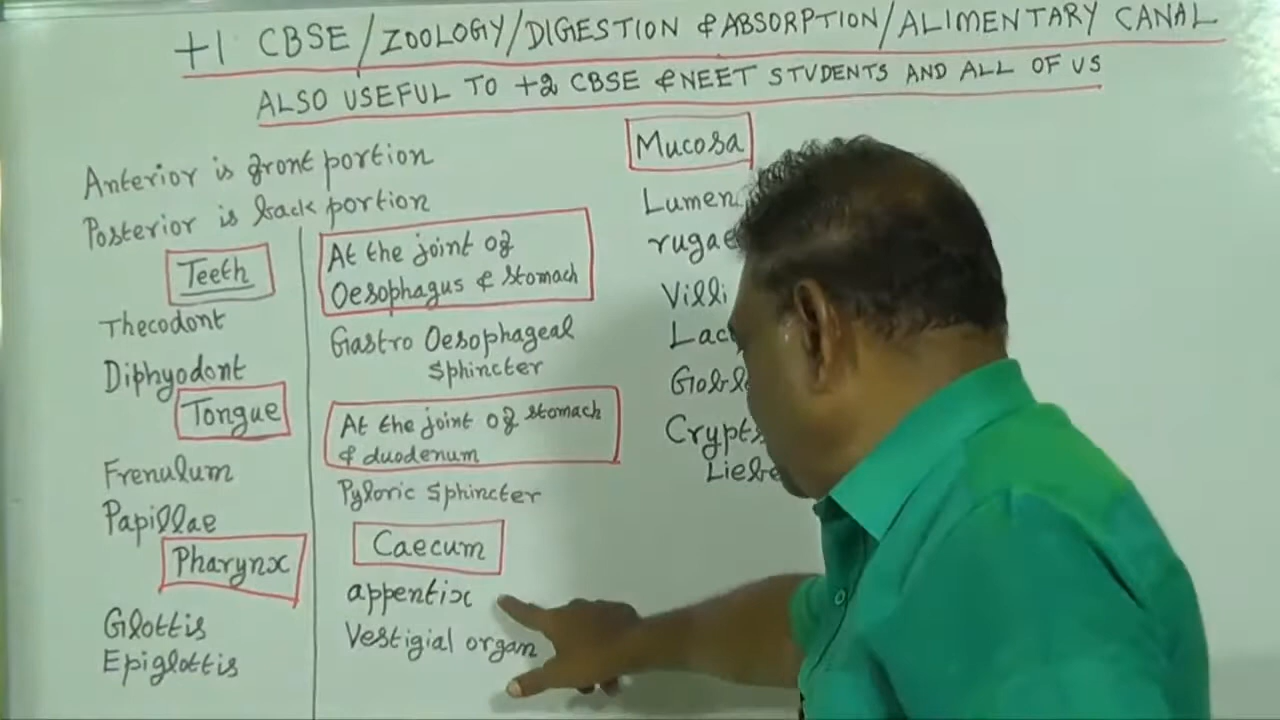 +1 CBSE/ZOOLOGY/DIGESTION & ABSORPTION/ALIMENTARY CANAL
ALSO USEFUL TO +2 CBSE & NEET STUDENTS AND ALL OF US
Anterior is front portion
Posterior is back portion
Teeth
Thecodont
Diphyodont
Tongue
Frenulum
Papillae
Pharynx
Glottis
Epiglottis
At the joint of
Oesophagus & stomach
Gastro Oesophageal
Sphincter
At the joint of stomach
& duodenum
Pyloric Sphincter
Caecum
appentix
Vestigial organ
Mucosa
Lumen
rugae
Villi
Crypts